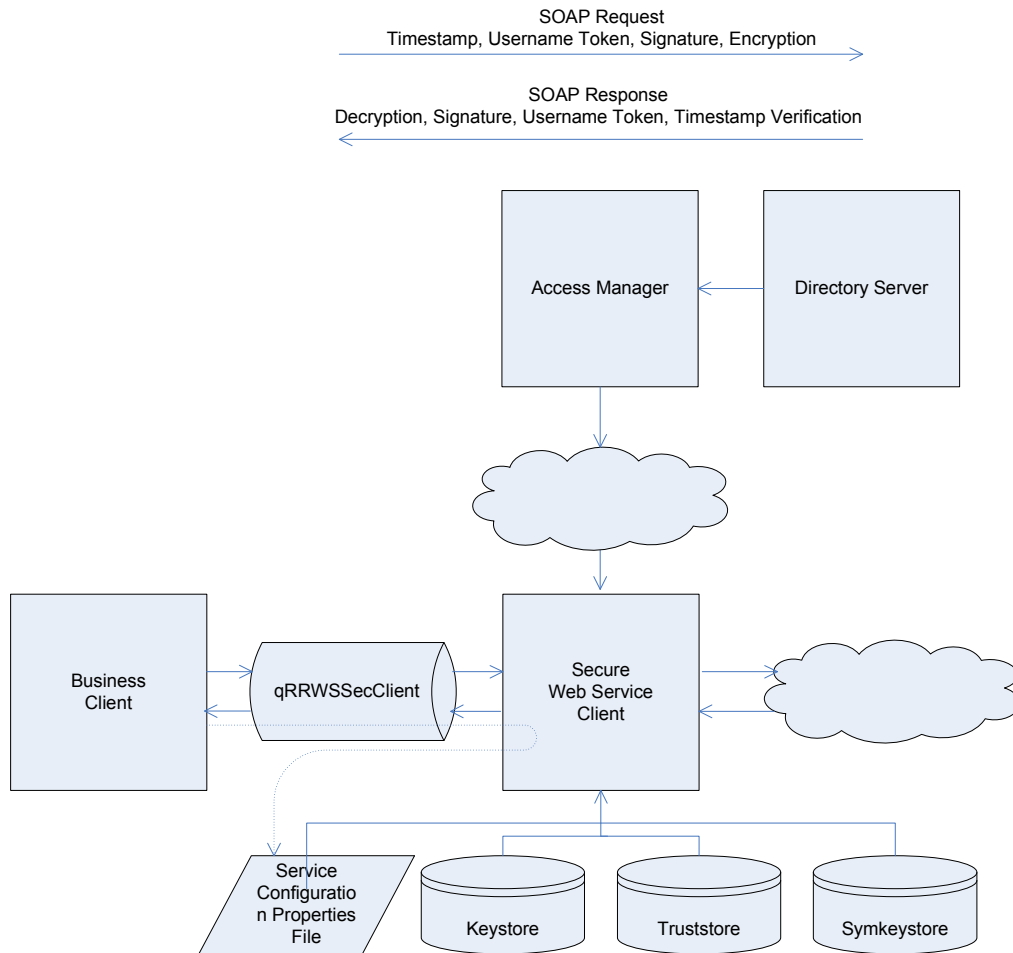 SOAP Request
Timestamp, Username Token, Signature, Encryption
SOAP Response
Decryption, Signature, Username Token, Timestamp Verification
Access Manager
Directory Server
Business
Client
qRRWSSecClient
Secure
Web Service
Client
Service
Configuratio
n Properties
File
Keystore
Truststore
Symkeystore